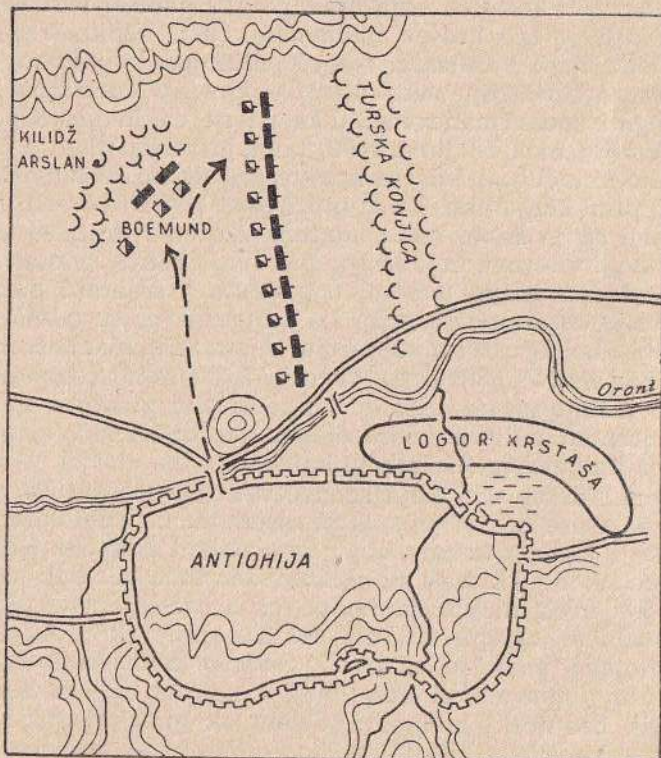 KILIDŽ
ARSLAN
BOEMUND
TURSKA KONJICA
Oront
LOGOR KRSTAŠA
ANTIOHIJA